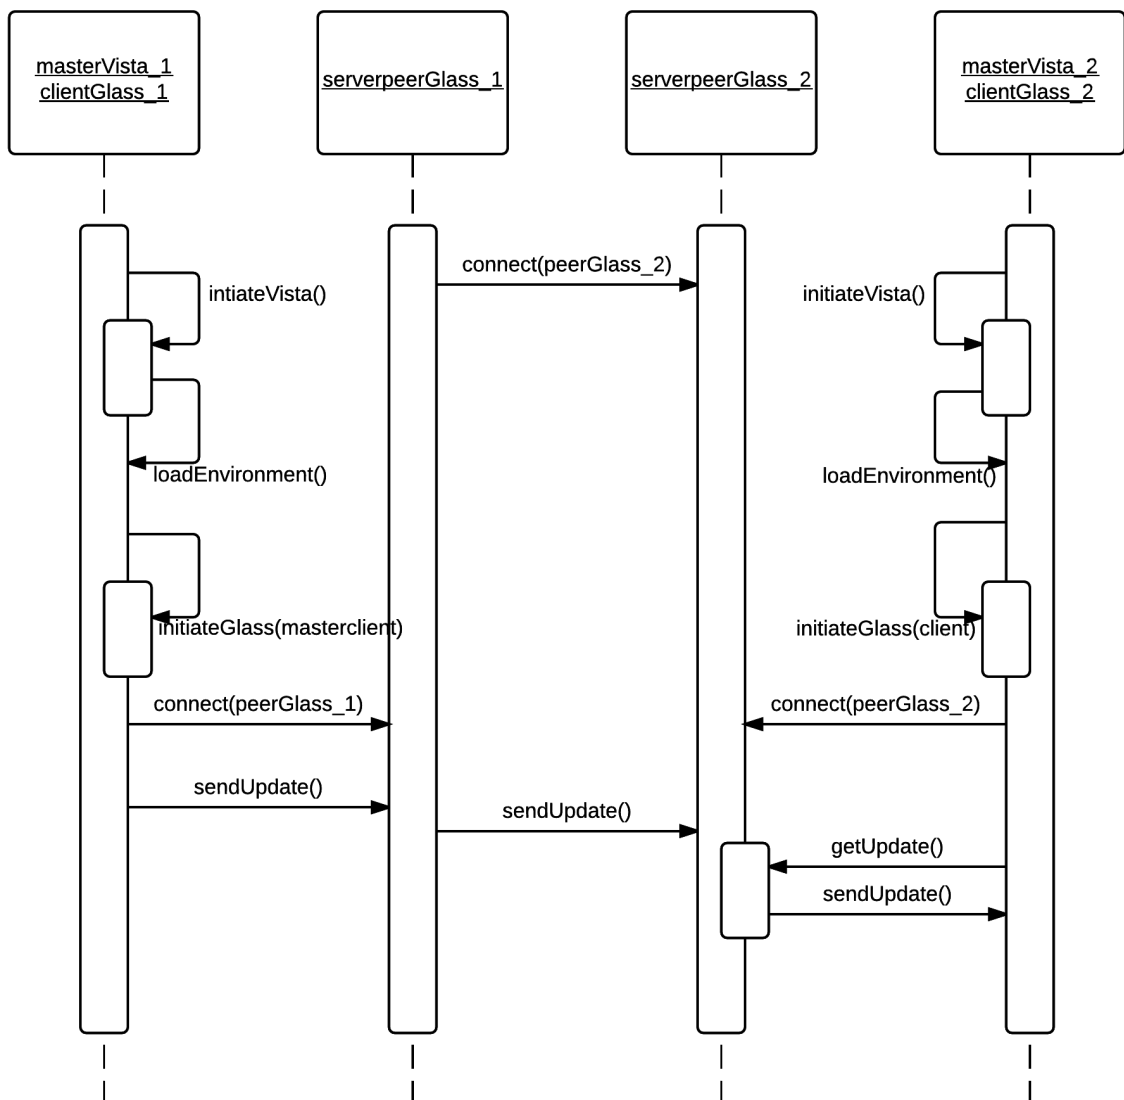 masterVista_1
clientGlass_1
serverpeerGlass_1
serverpeerGlass_2
masterVista_2
clientGlass_2
connect(peerGlass_2)
intiateVista()
initiateVista()
loadEnvironment()
loadEnvironment()
initiateGlass(masterclient)
initiateGlass(client)
connect(peerGlass_1)
connect(peerGlass_2)
sendUpdate()
sendUpdate()
getUpdate()
sendUpdate()